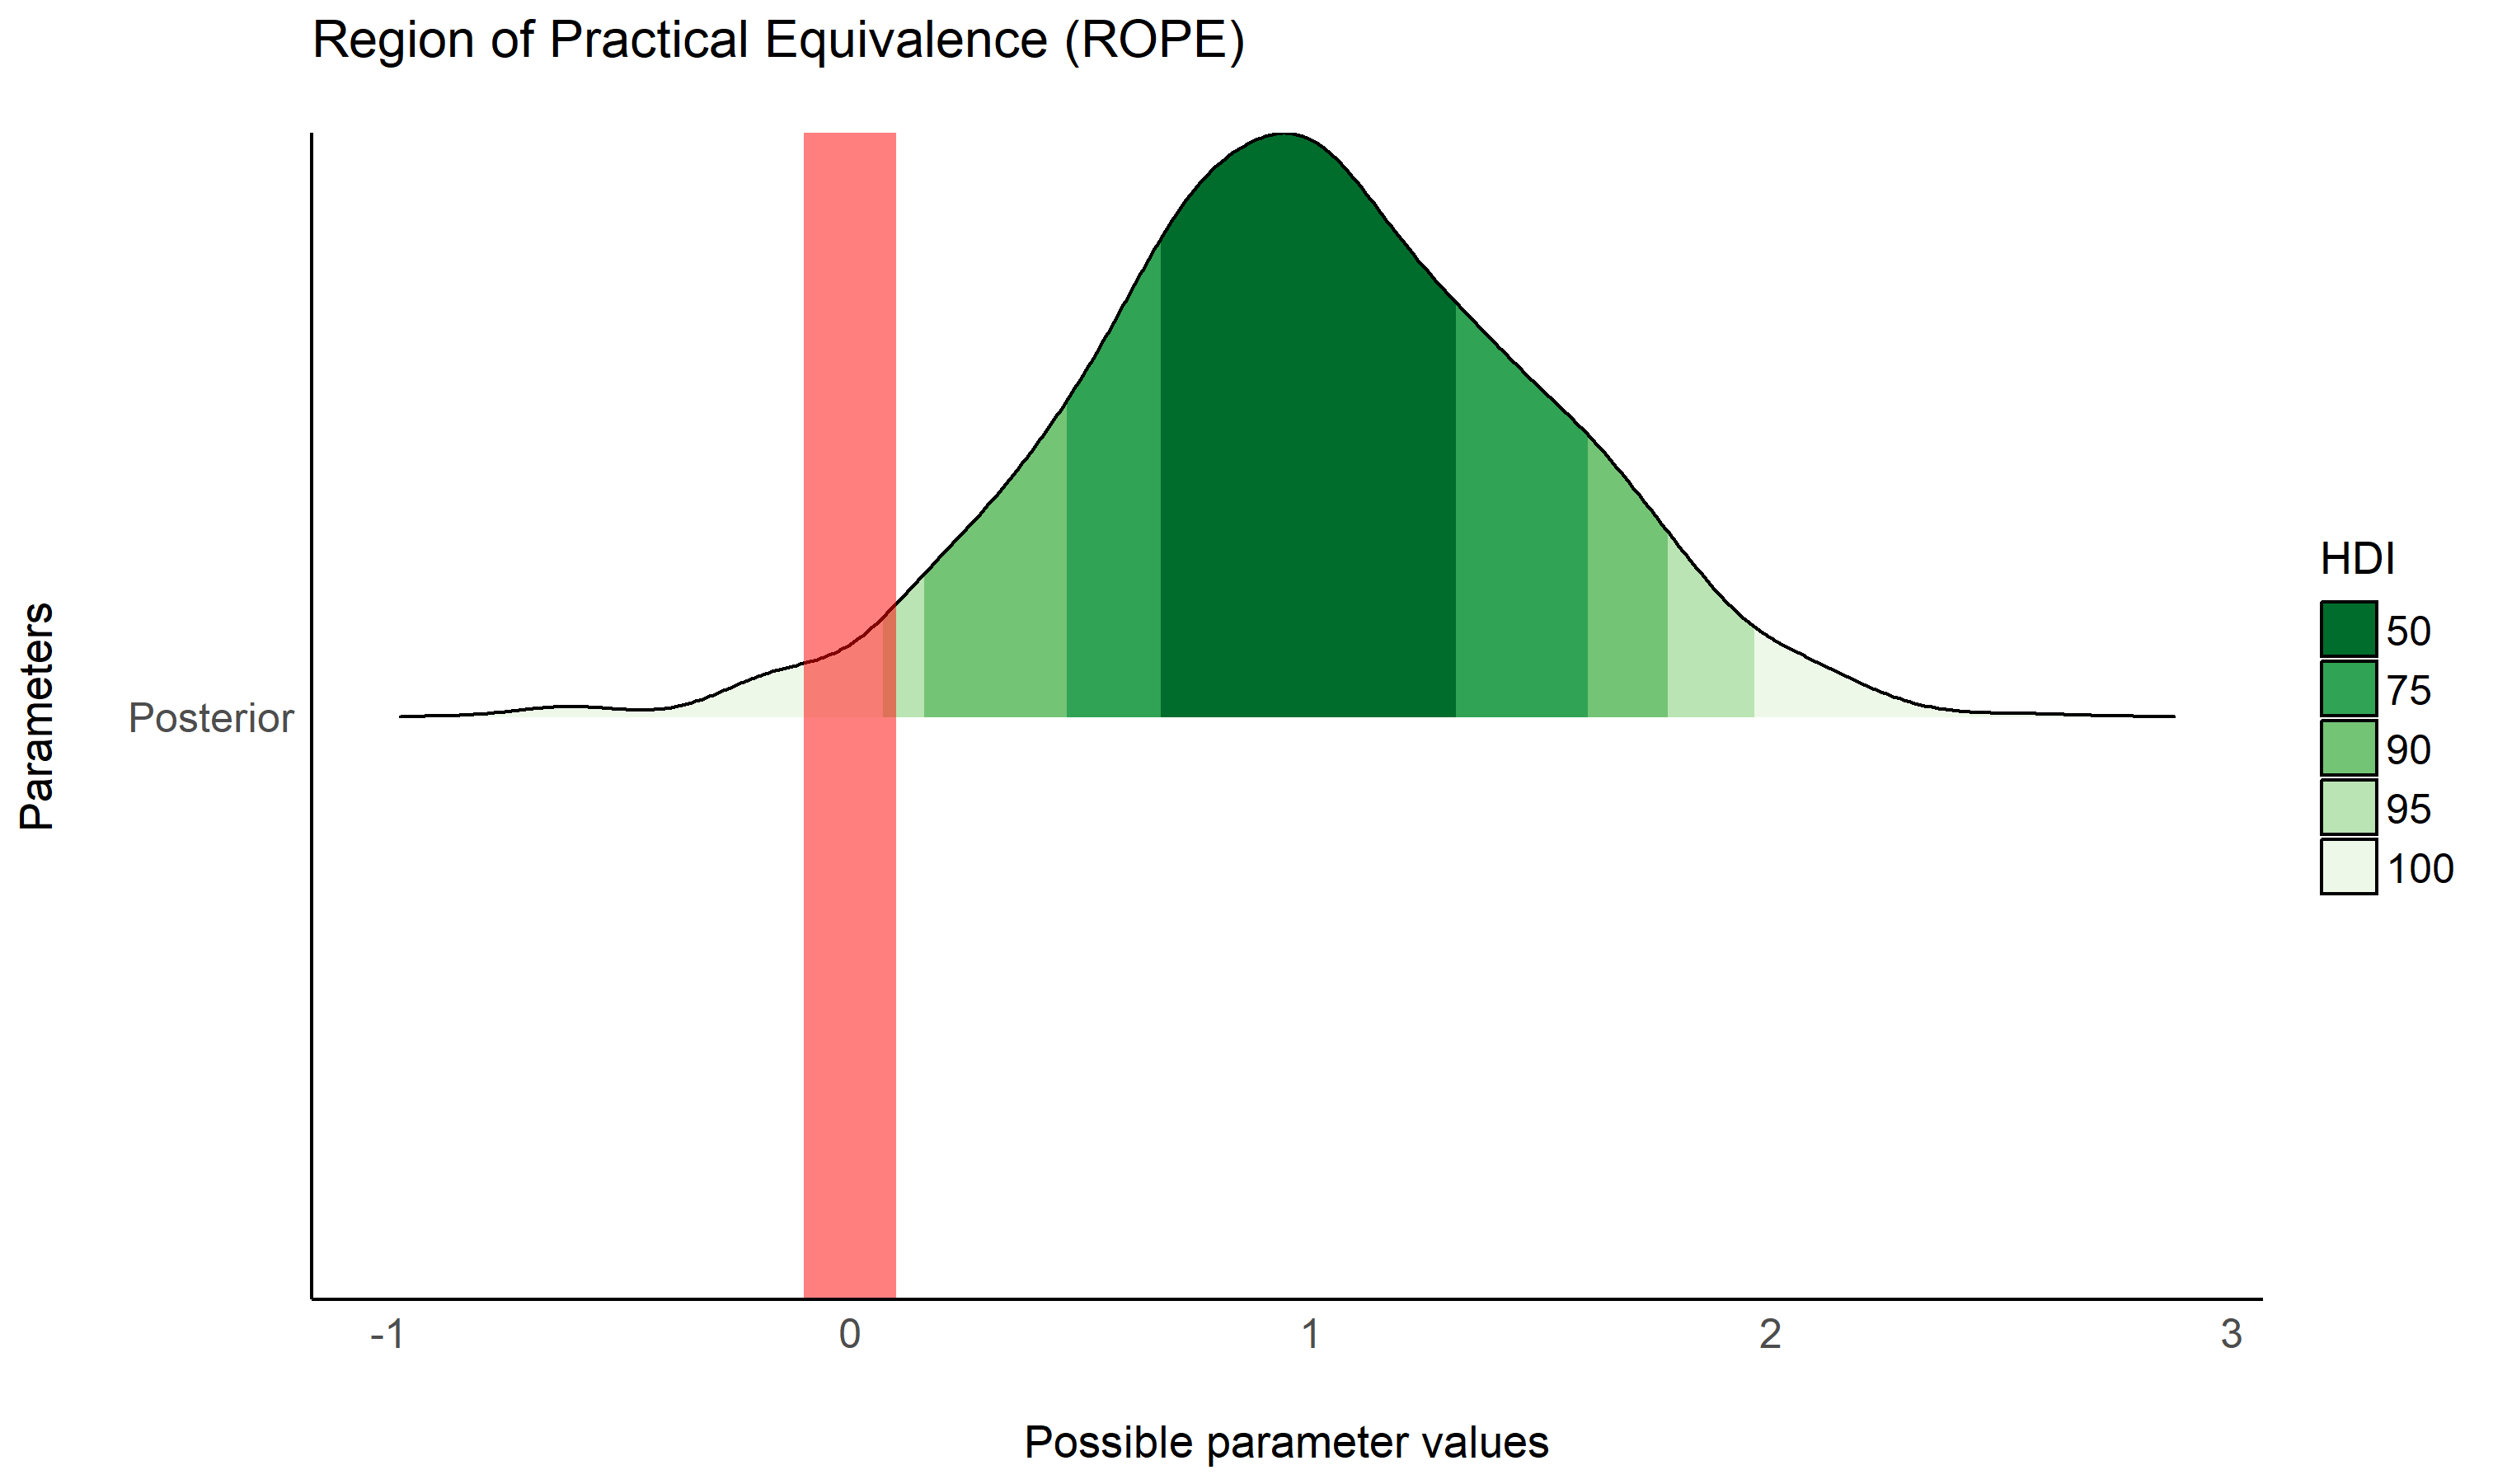 Region of Practical Equivalence (ROPE)
Parameters
Posterior
HDI
50
75
90
95
100
-1 0 1 2 3
Possible parameter values